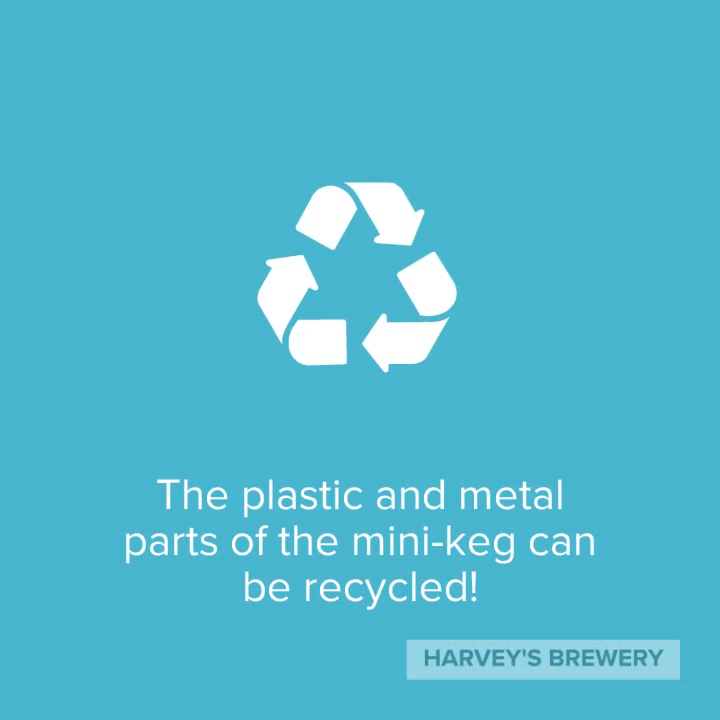 The plastic and metal
parts of the mini-keg can
be recycled!
HARVEY'S BREWERY